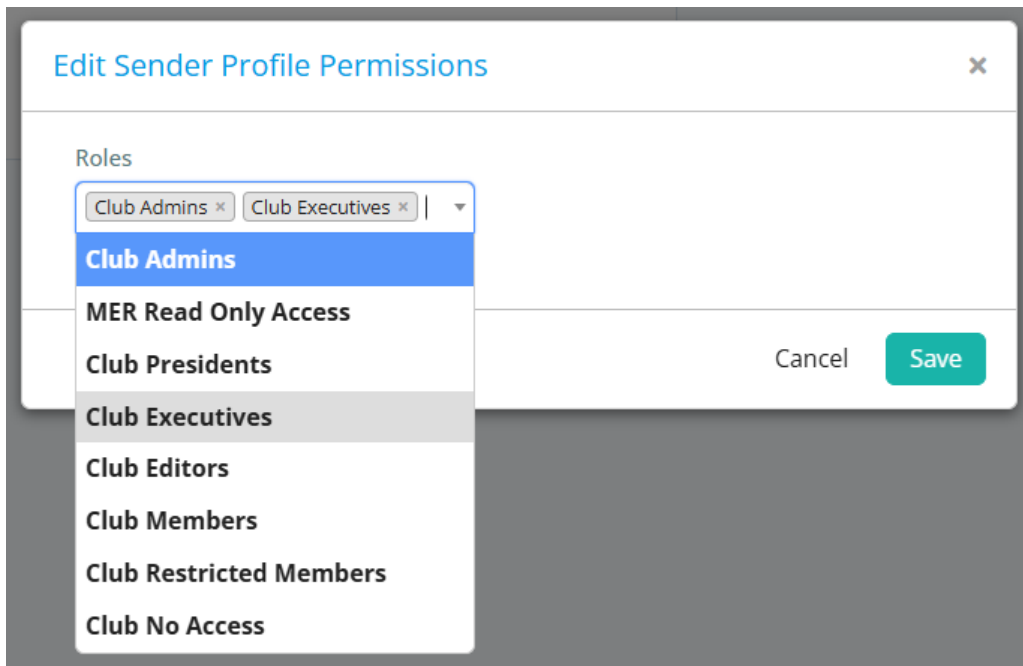 Edit Sender Profile Permissions ×
Roles
Club Admins × Club Executives ×
Club Admins
MER Read Only Access
Club Presidents
Club Executives
Club Editors
Club Members
Club Restricted Members
Club No Access
Cancel Save